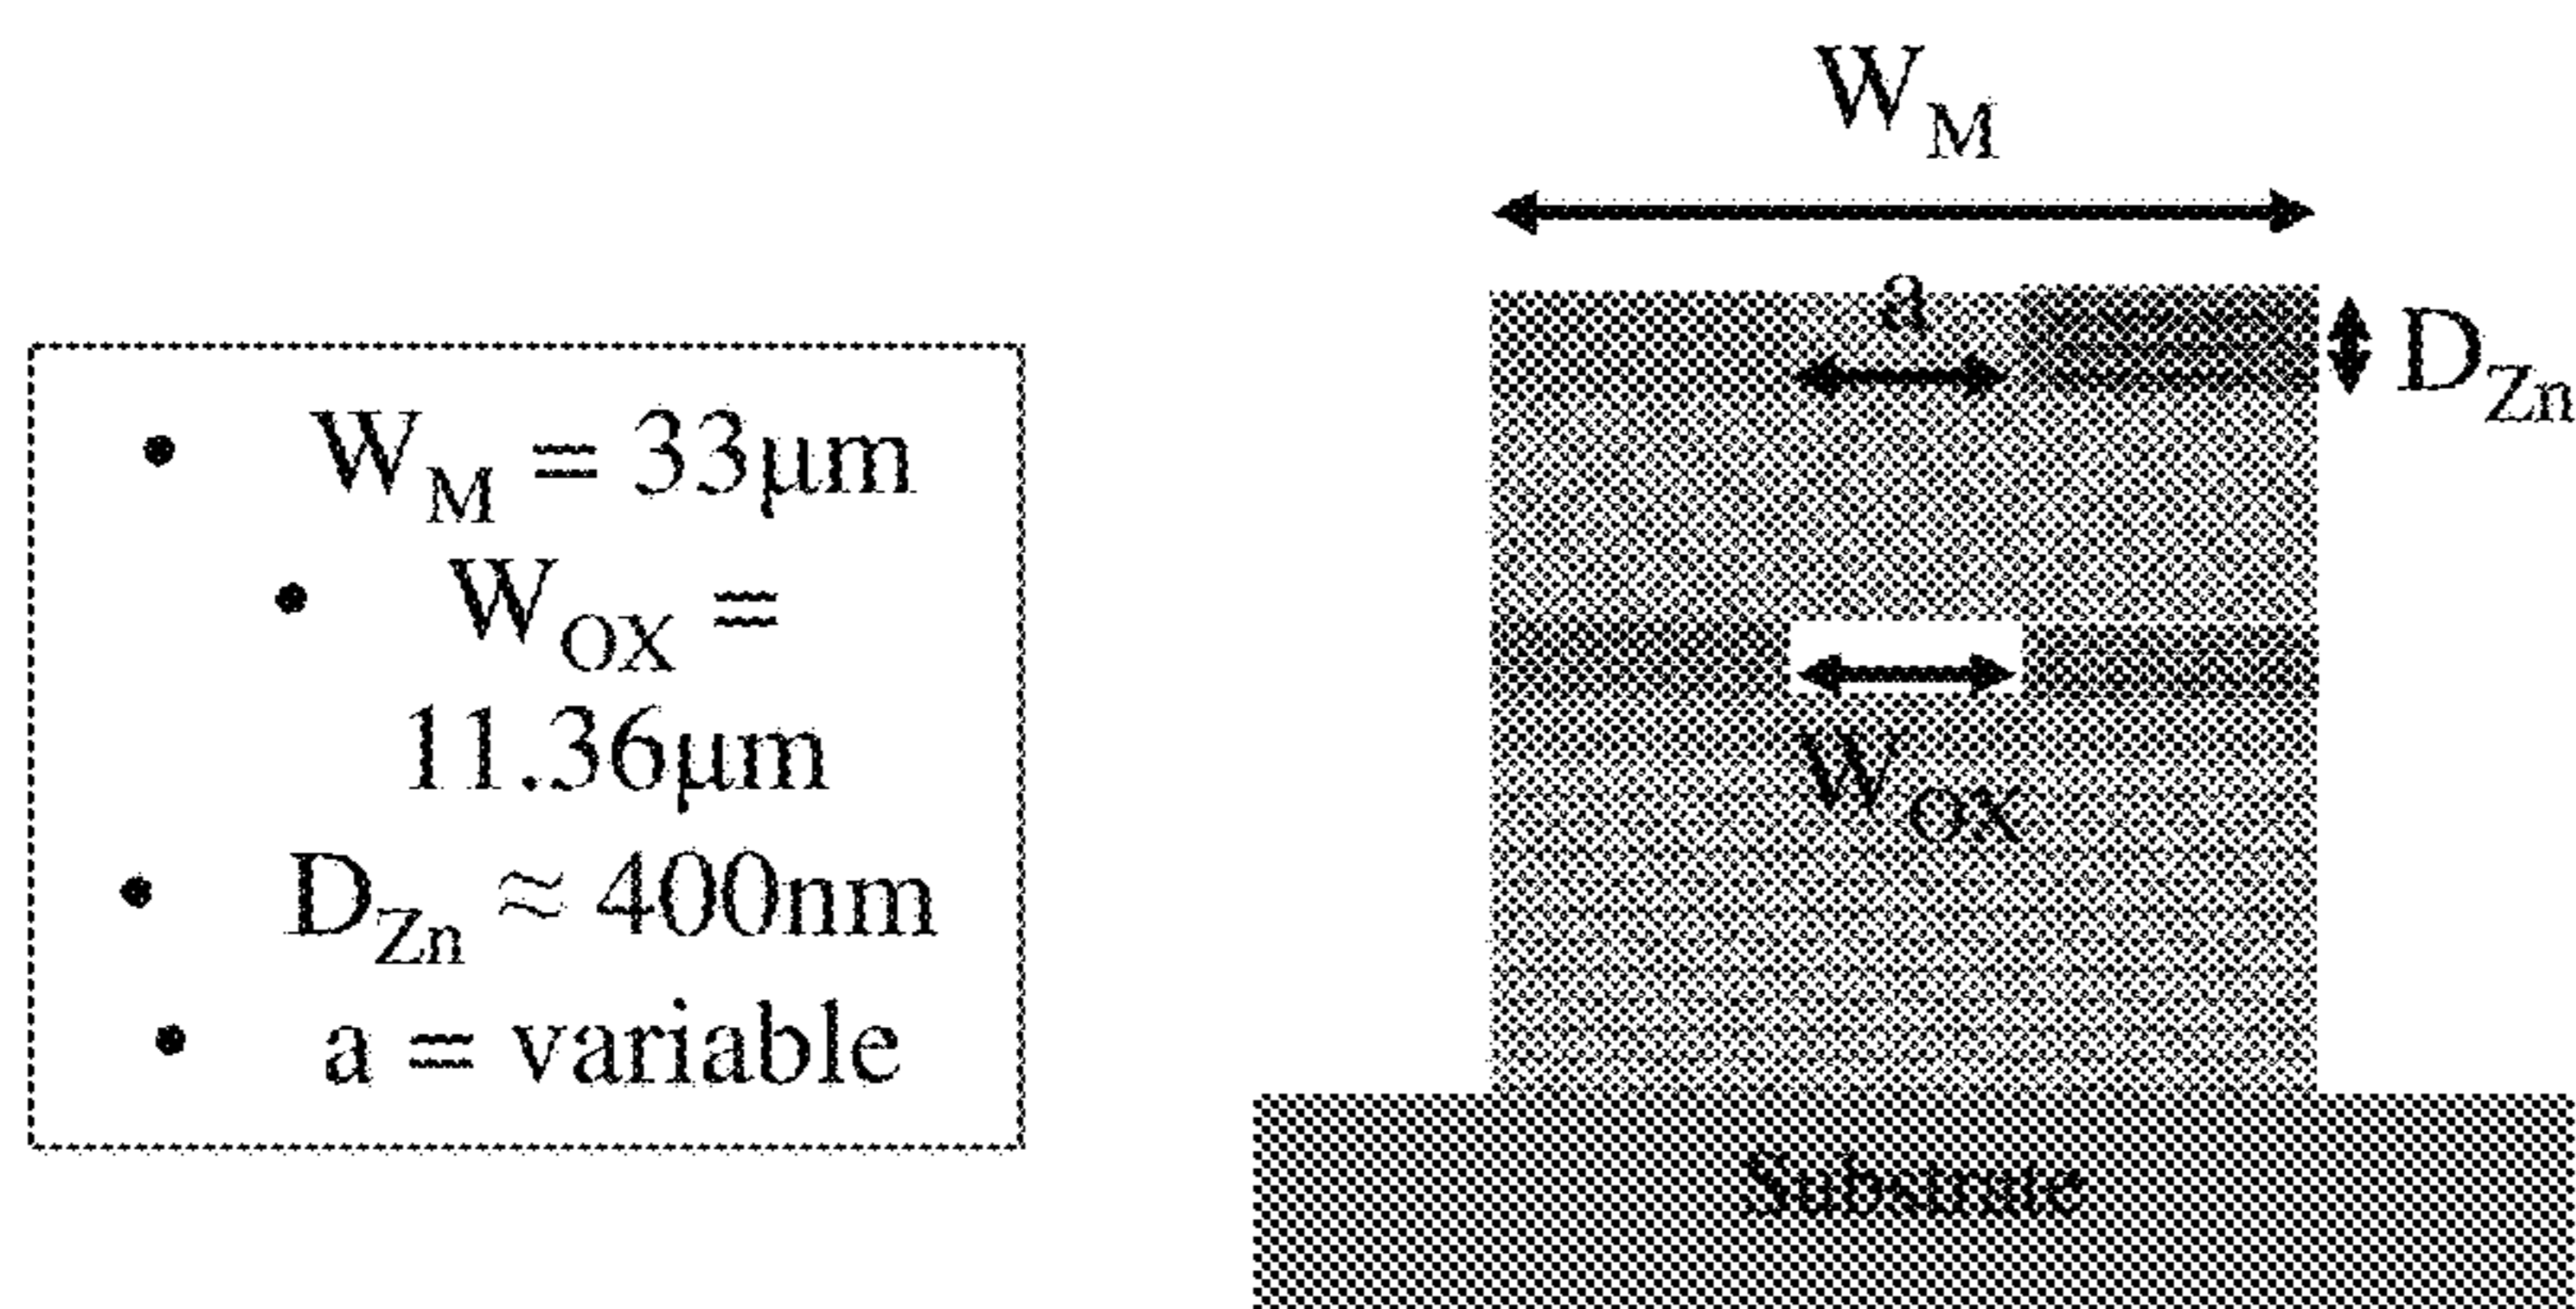 • W_M = 33μm
• W_OX =
11.36μm
• D_Zn ≈ 400nm
• a = variable
W_M
a
D_Zn
W_OX
Substrate